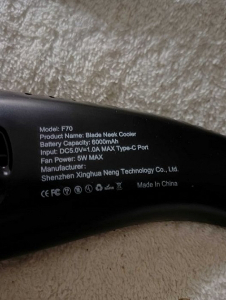 Model: F70
Product Name: Blade Neek Cooler
Battery Capacity: 6000mAh
Input: DC5.0V=1.0A MAX Type-C Port
Fan Power: 5W MAX
Manufacturer:
Shenzhen Xinghua Neng Technology Co., Ltd.
Made In China